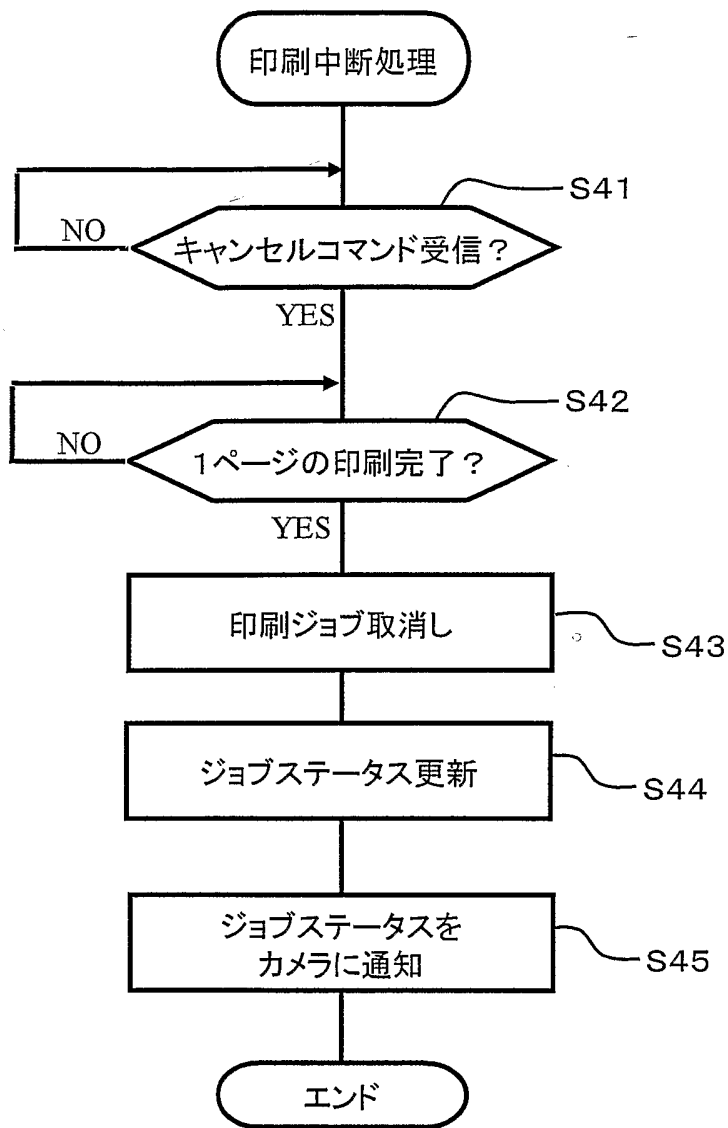 印刷中断処理
S41
NO
キャンセルコマンド受信？
YES
S42
NO
1ページの印刷完了？
YES
印刷ジョブ取消し
S43
ジョブステータス更新
S44
ジョブステータスを
カメラに通知
S45
エンド